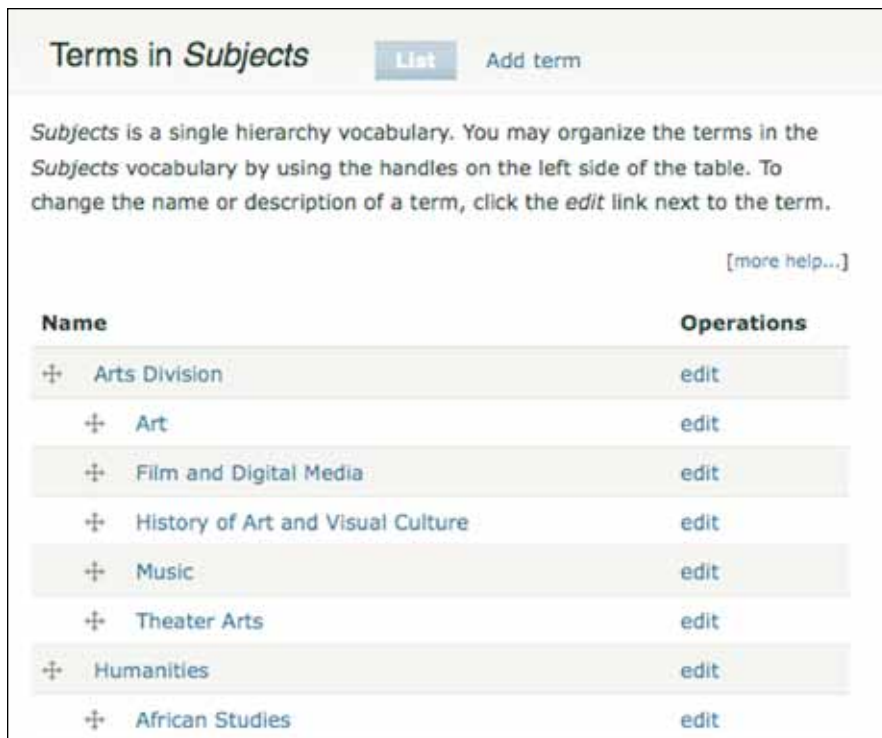 Terms in Subjects List Add term
Subjects is a single hierarchy vocabulary. You may organize the terms in the
Subjects vocabulary by using the handles on the left side of the table. To
change the name or description of a term, click the edit link next to the term.
[more help...]
Name Operations
Arts Division edit
Art edit
Film and Digital Media edit
History of Art and Visual Culture edit
Music edit
Theater Arts edit
Humanities edit
African Studies edit